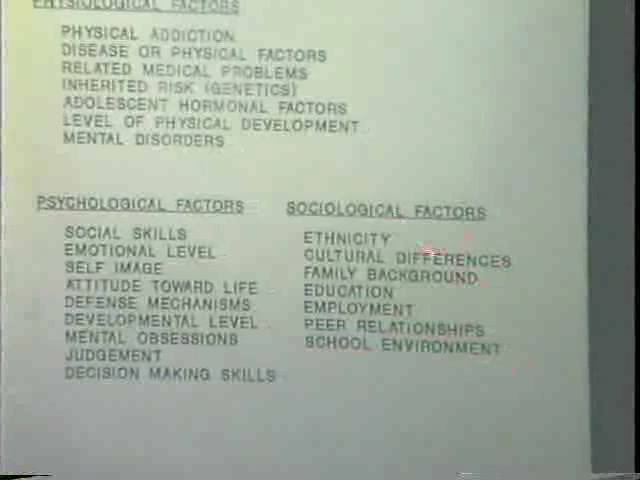 PHYSIOLOGICAL FACTORS
PHYSICAL ADDICTION
DISEASE OR PHYSICAL FACTORS
RELATED MEDICAL PROBLEMS
INHERITED RISK (GENETICS)
ADOLESCENT HORMONAL FACTORS
LEVEL OF PHYSICAL DEVELOPMENT
MENTAL DISORDERS
PSYCHOLOGICAL FACTORS
SOCIAL SKILLS
EMOTIONAL LEVEL
SELF IMAGE
ATTITUDE TOWARD LIFE
DEFENSE MECHANISMS
DEVELOPMENTAL LEVEL
MENTAL OBSESSIONS
JUDGEMENT
DECISION MAKING SKILLS
SOCIOLOGICAL FACTORS
ETHNICITY
CULTURAL DIFFERENCES
FAMILY BACKGROUND
EDUCATION
EMPLOYMENT
PEER RELATIONSHIPS
SCHOOL ENVIRONMENT